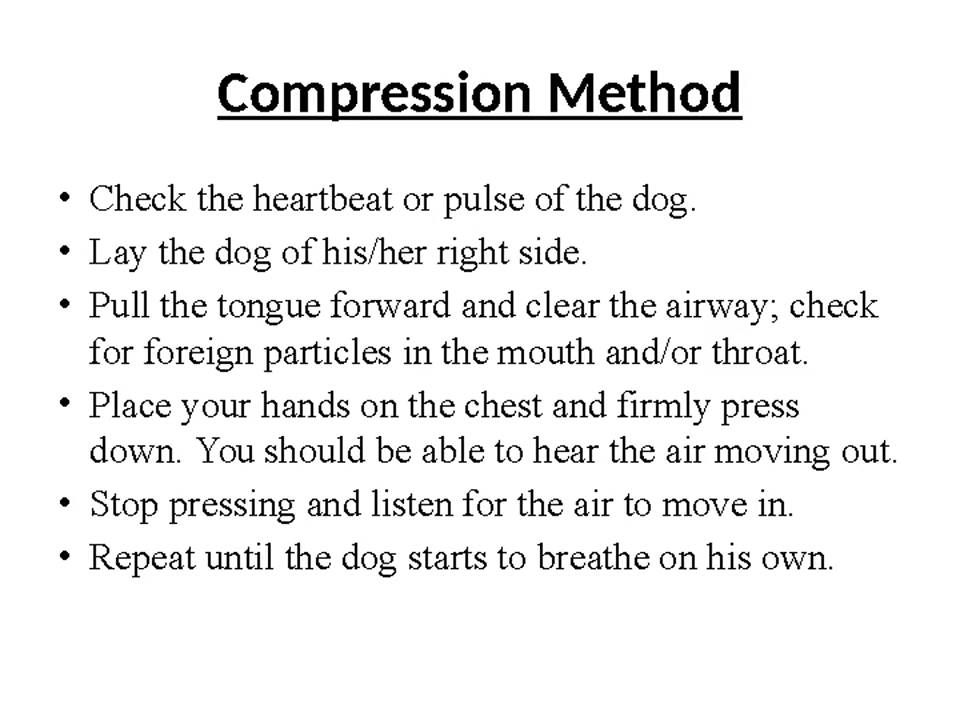 Compression Method
• Check the heartbeat or pulse of the dog.
• Lay the dog of his/her right side.
• Pull the tongue forward and clear the airway; check
for foreign particles in the mouth and/or throat.
• Place your hands on the chest and firmly press
down. You should be able to hear the air moving out.
• Stop pressing and listen for the air to move in.
• Repeat until the dog starts to breathe on his own.